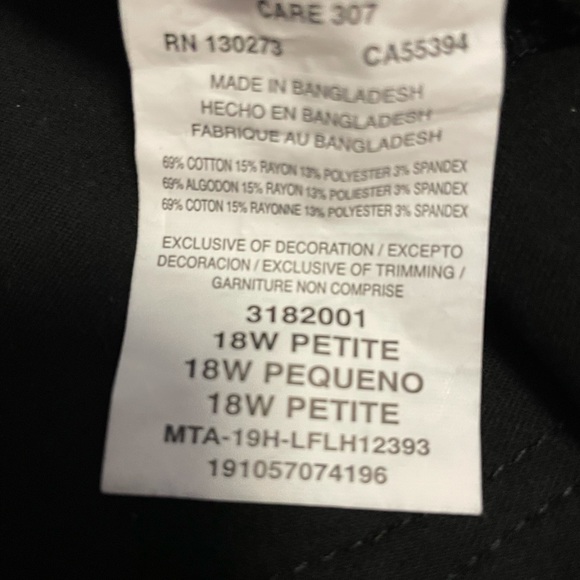 CARE 307
RN 130273 CA55394
MADE IN BANGLADESH
HECHO EN BANGLADESH
FABRIQUE AU BANGLADESH
69% COTTON 15% RAYON 13% POLYESTER 3% SPANDEX
69% ALGODON 15% RAYON 13% POLIESTER 3% SPANDEX
69% COTON 15% RAYONNE 13% POLYESTER 3% SPANDEX
EXCLUSIVE OF DECORATION / EXCEPTO
DECORACION / EXCLUSIVE OF TRIMMING /
GARNITURE NON COMPRISE
3182001
18W PETITE
18W PEQUENO
18W PETITE
MTA-19H-LFLH12393
191057074196